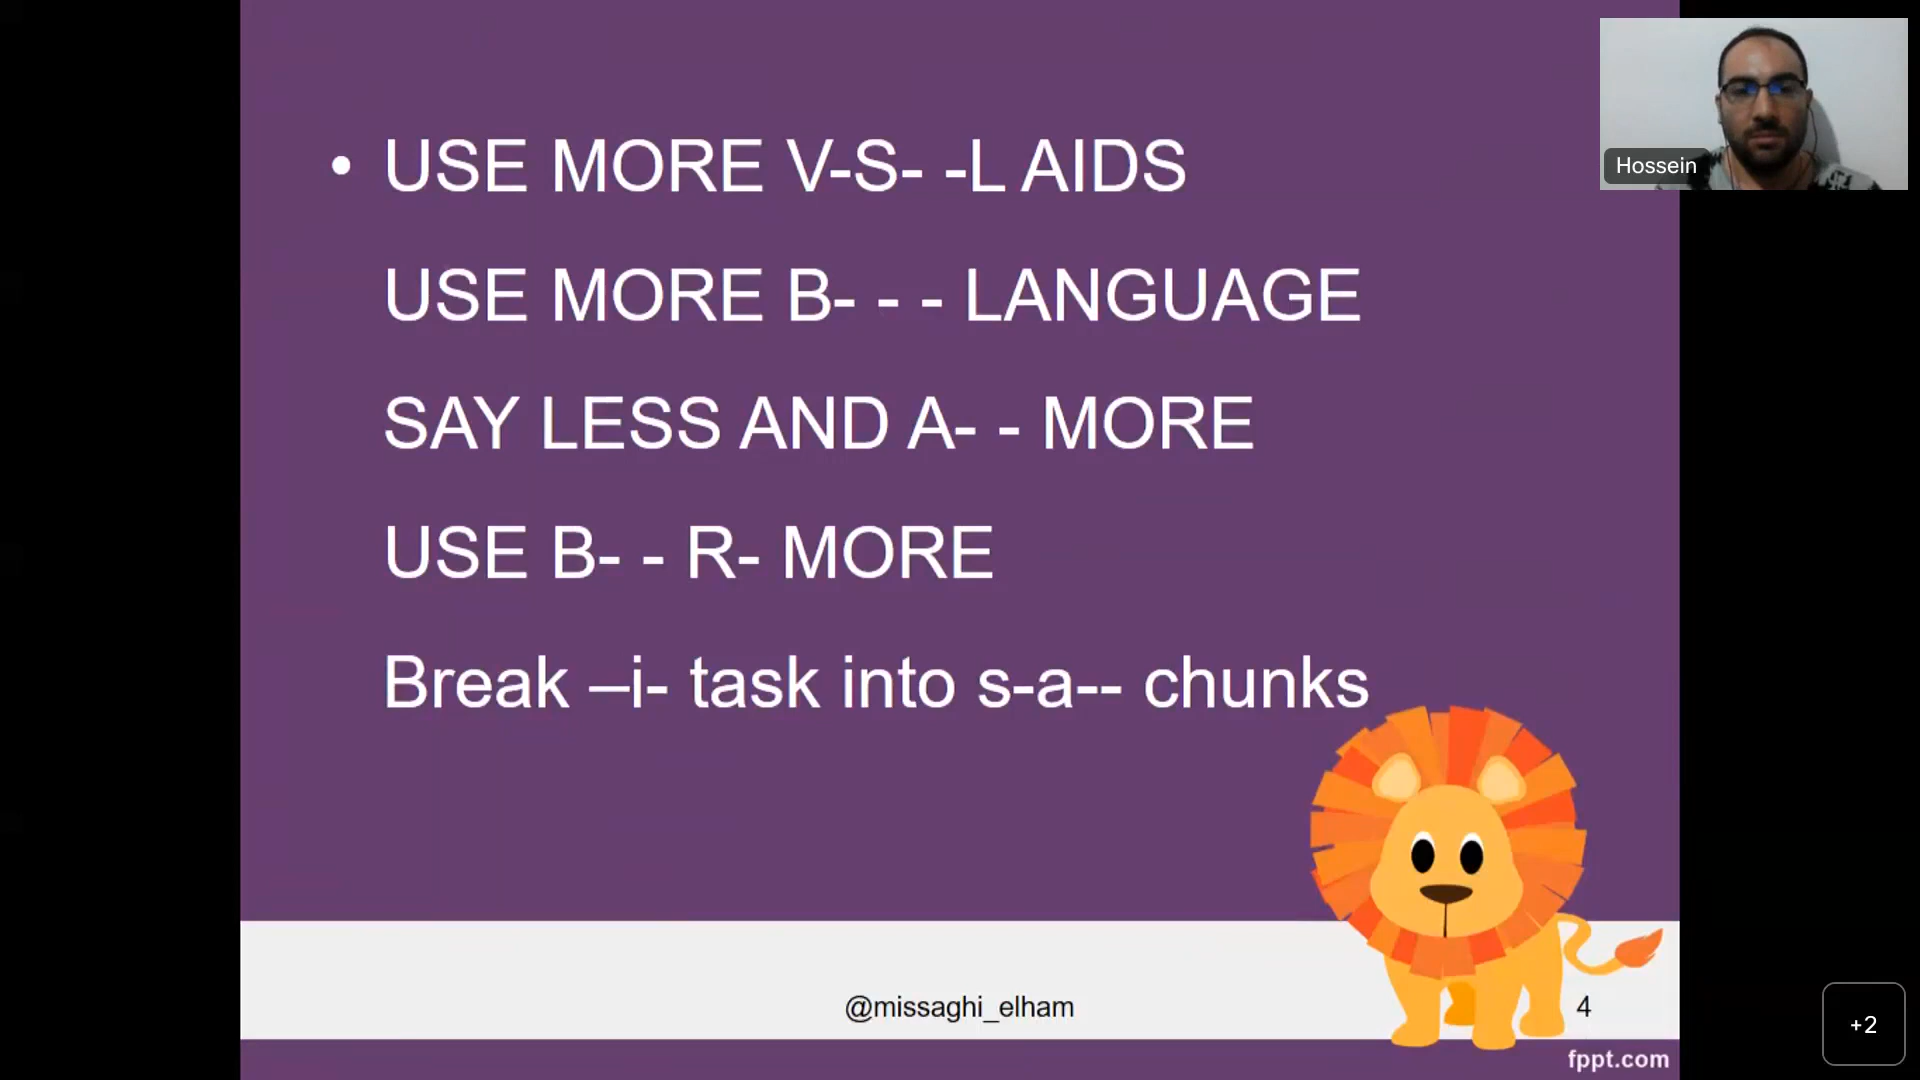 • USE MORE V-S- -L AIDS
USE MORE B- - - LANGUAGE
SAY LESS AND A- - MORE
USE B- - R- MORE
Break –i- task into s-a-- chunks
Hossein
@missaghi_elham
4
fppt.com
+2